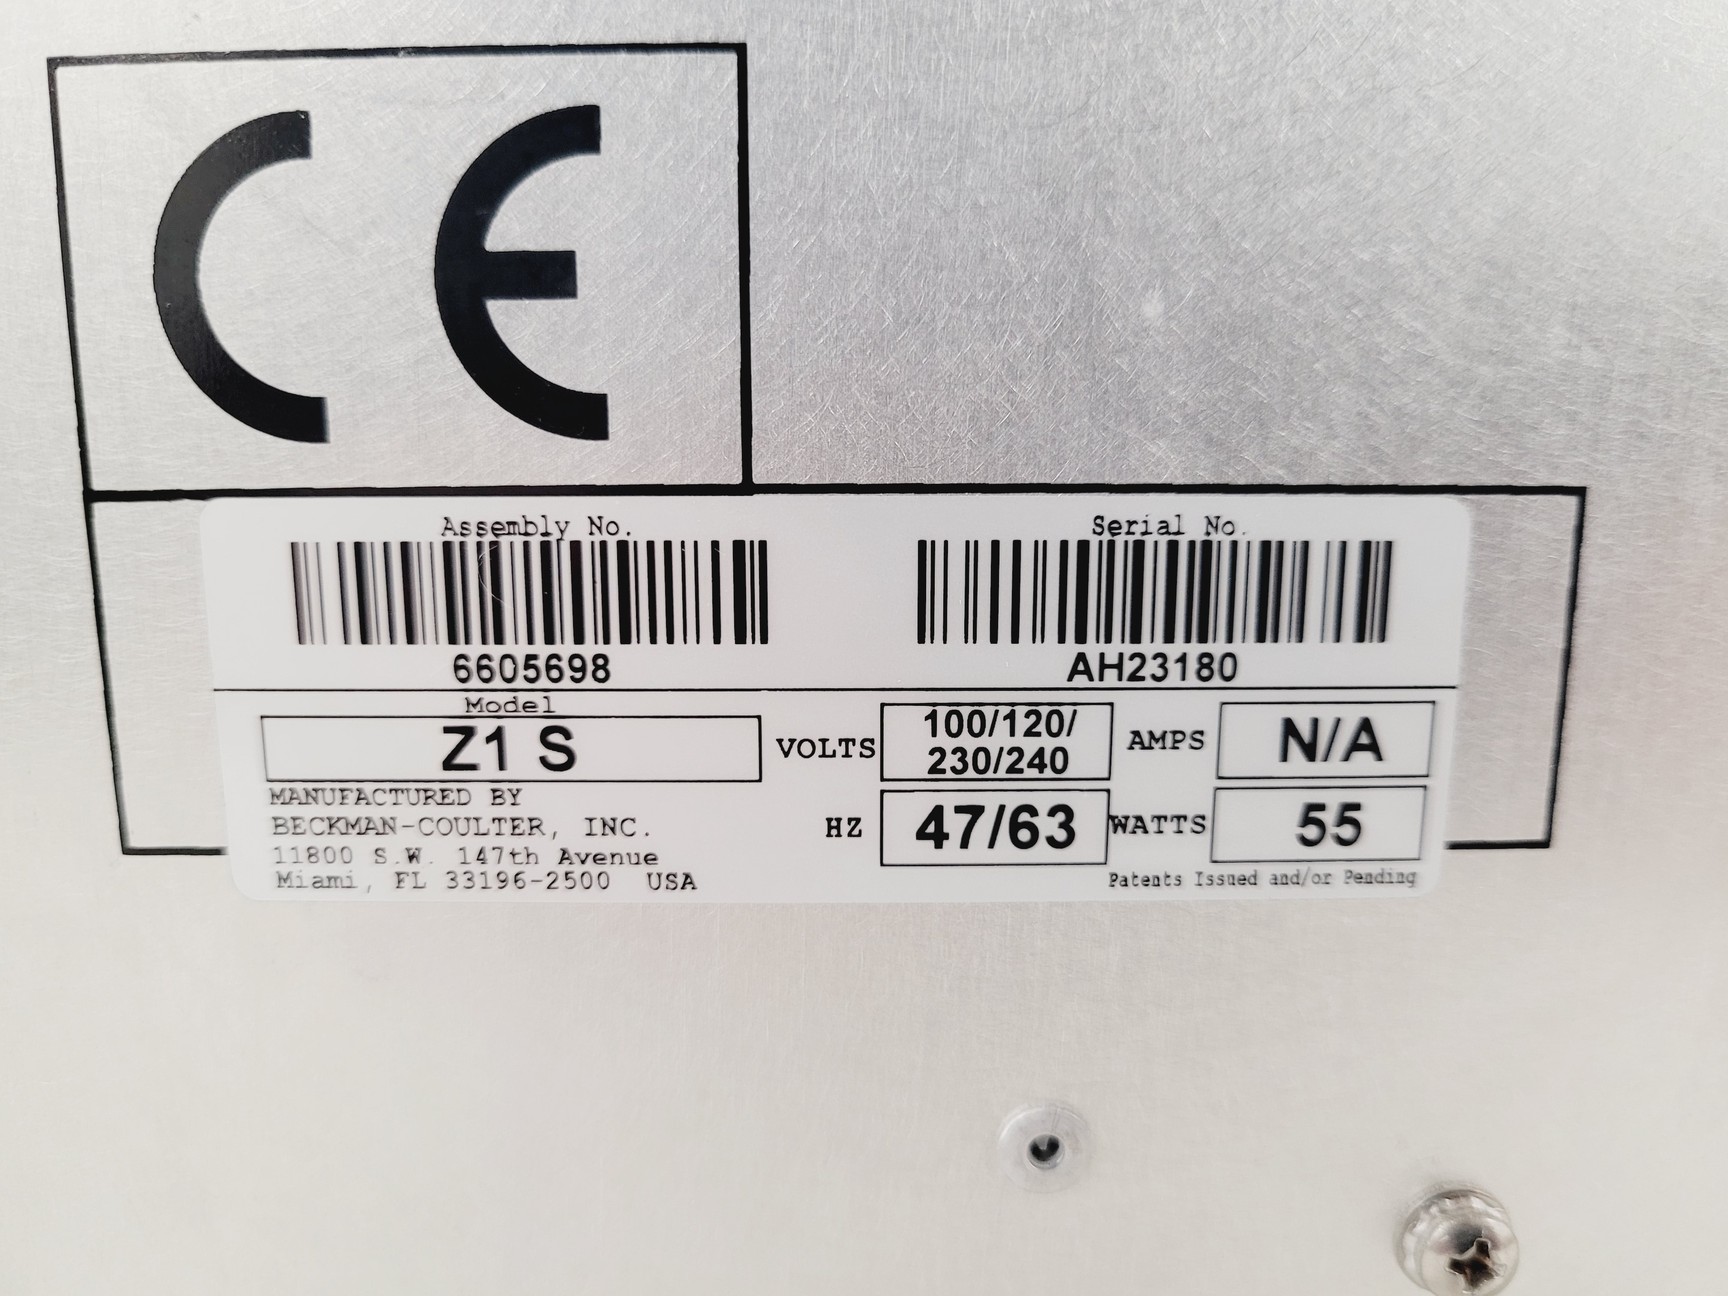 CE
Assembly No.
Serial No.
6605698
AH23180
Model
Z1 S
VOLTS
100/120/
230/240
AMPS
N/A
HZ
47/63
WATTS
55
MANUFACTURED BY
BECKMAN-COULTER, INC.
11800 S.W. 147th Avenue
Miami, FL 33196-2500 USA
Patents Issued and/or Pending